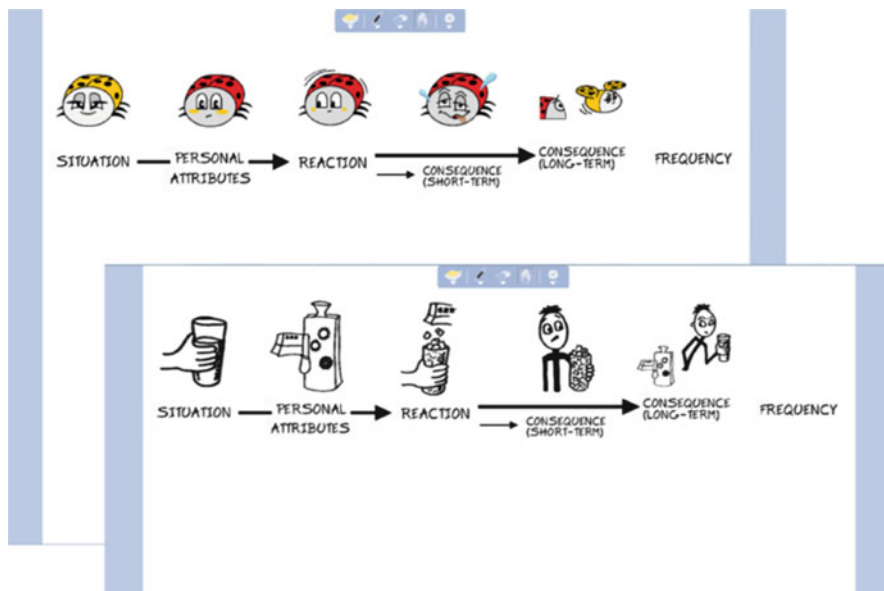 SITUATION
PERSONAL
ATTRIBUTES
REACTION
CONSEQUENCE
(SHORT-TERM)
CONSEQUENCE
(LONG-TERM)
FREQUENCY
SITUATION
PERSONAL
ATTRIBUTES
REACTION
CONSEQUENCE
(SHORT-TERM)
CONSEQUENCE
(LONG-TERM)
FREQUENCY